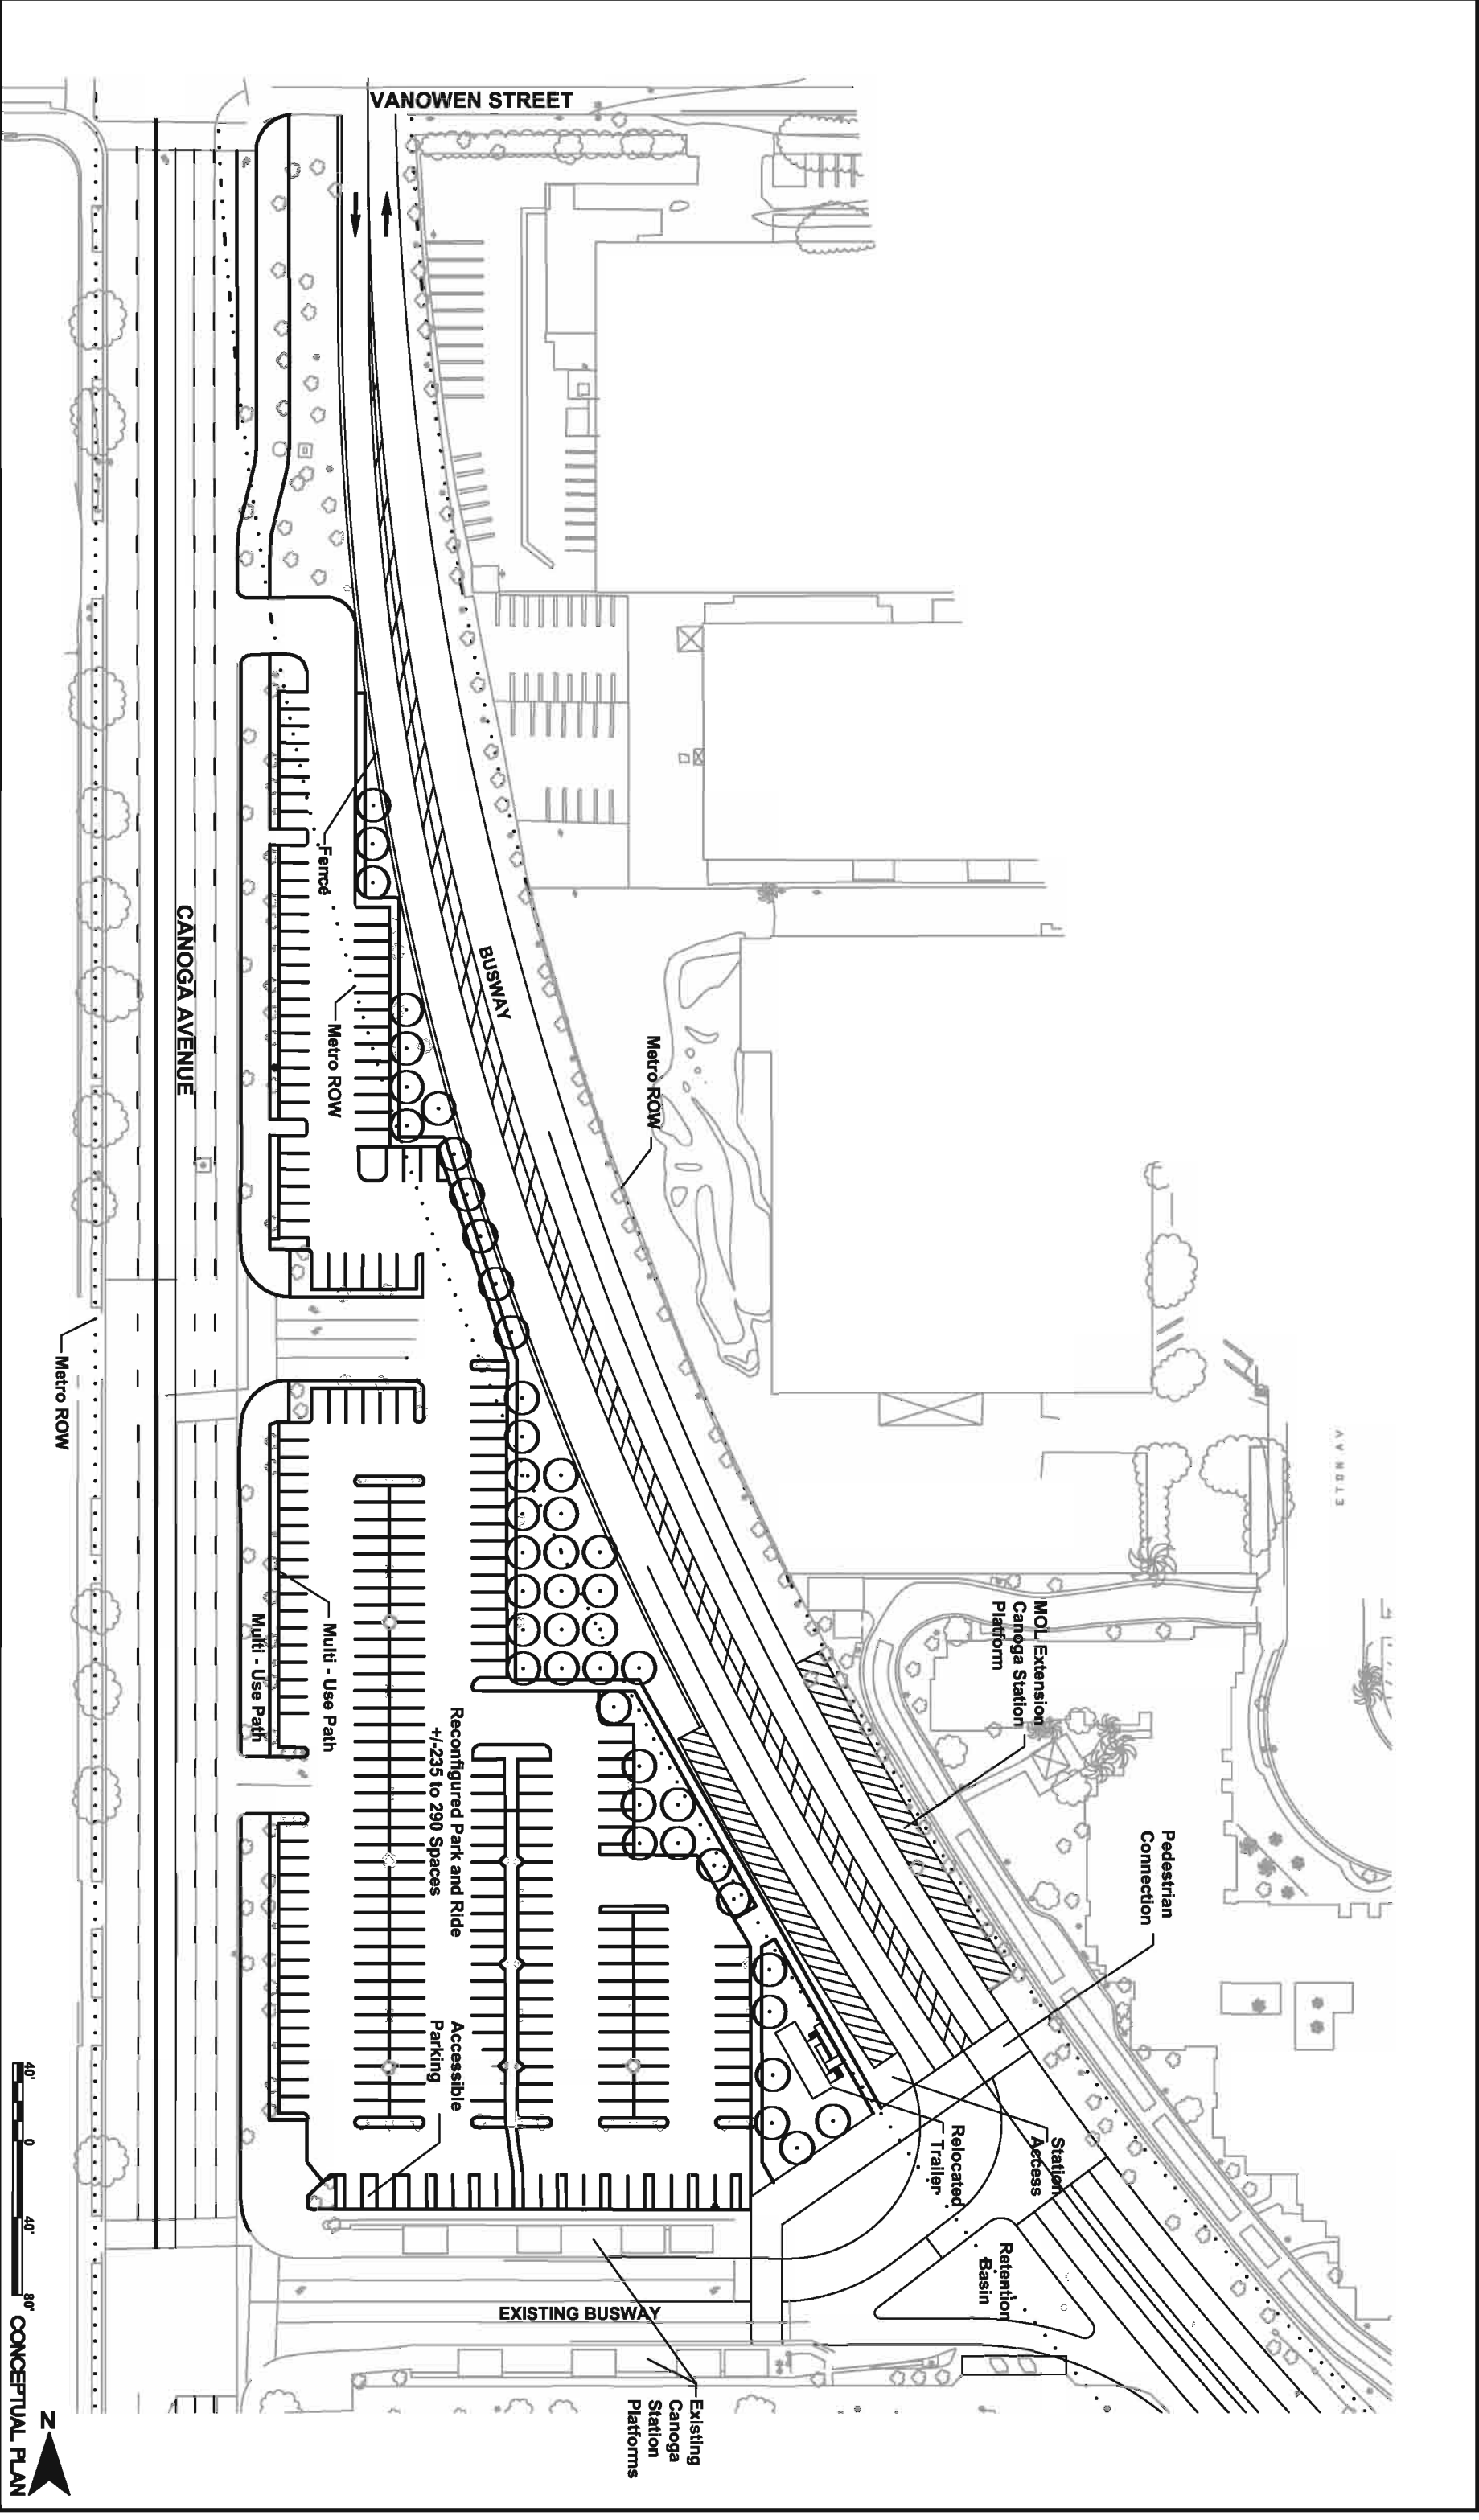 VANOWEN STREET
CANOGA AVENUE
Fence
Metro ROW
BUSWAY
Metro ROW
Metro ROW
MOL Extension
Canoga Station
Platform
Pedestrian
Connection
Multi - Use Path
Multi - Use Path
Reconfigured Park and Ride
+/-235 to 290 Spaces
Accessible
Parking
Station
Access
Relocated
Trailer
Retention
Basin
EXISTING BUSWAY
Existing
Canoga
Station
Platforms
40' 0 40' 80'
CONCEPTUAL PLAN
N